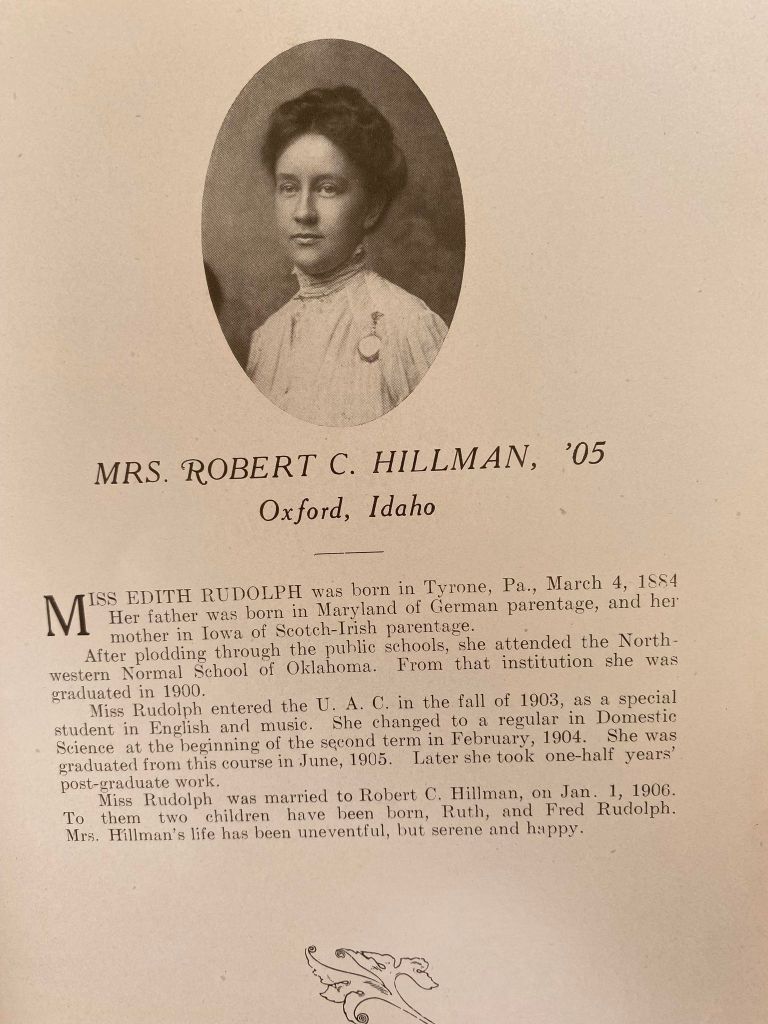 MRS. ROBERT C. HILLMAN, '05
Oxford, Idaho
MISS EDITH RUDOLPH was born in Tyrone, Pa., March 4, 1884
Her father was born in Maryland of German parentage, and her
mother in Iowa of Scotch-Irish parentage.
After plodding through the public schools, she attended the North-
western Normal School of Oklahoma. From that institution she was
graduated in 1900.
Miss Rudolph entered the U. A. C. in the fall of 1903, as a special
student in English and music. She changed to a regular in Domestic
Science at the beginning of the second term in February, 1904. She was
graduated from this course in June, 1905. Later she took one-half years'
post-graduate work.
Miss Rudolph was married to Robert C. Hillman, on Jan. 1, 1906.
To them two children have been born, Ruth, and Fred Rudolph.
Mrs. Hillman's life has been uneventful, but serene and happy.